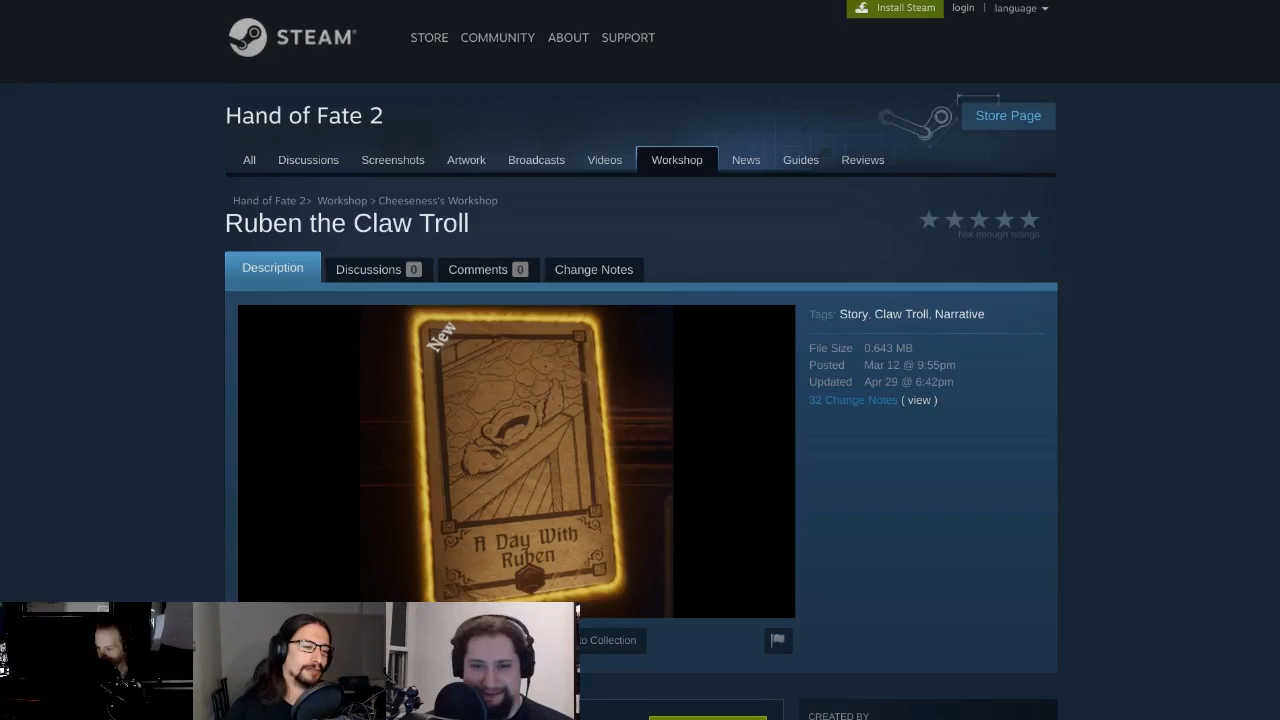 Install Steam
login | language
STEAM
STORE COMMUNITY ABOUT SUPPORT
Hand of Fate 2
Store Page
All Discussions Screenshots Artwork Broadcasts Videos Workshop News Guides Reviews
Hand of Fate 2> Workshop > Cheeseness's Workshop
Ruben the Claw Troll
Not enough ratings
Description Discussions 0 Comments 0 Change Notes
New
A Day With
Ruben
Tags: Story, Claw Troll, Narrative
File Size 0.643 MB
Posted Mar 12 @ 9:55pm
Updated Apr 29 @ 6:42pm
32 Change Notes ( view )
to Collection
CREATED BY